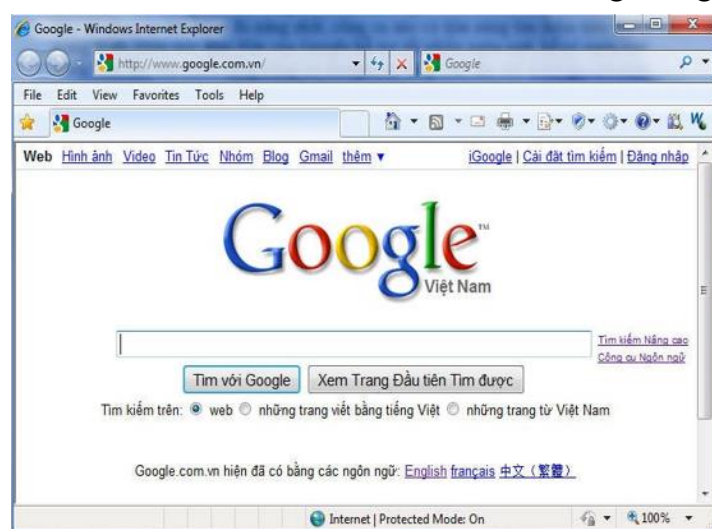 Google - Windows Internet Explorer
http://www.google.com.vn/ Google
File Edit View Favorites Tools Help
Google
Web Hình ảnh Video Tin Tức Nhóm Blog Gmail thêm ▼ iGoogle | Cài đặt tìm kiếm | Đăng nhập
Google™
Việt Nam
Tìm kiếm Nâng cao
Công cụ Ngôn ngữ
Tìm với Google Xem Trang Đầu tiên Tìm được
Tìm kiếm trên: web những trang viết bằng tiếng Việt những trang từ Việt Nam
Google.com.vn hiện đã có bằng các ngôn ngữ: English français 中文（繁體）
Internet | Protected Mode: On 100%